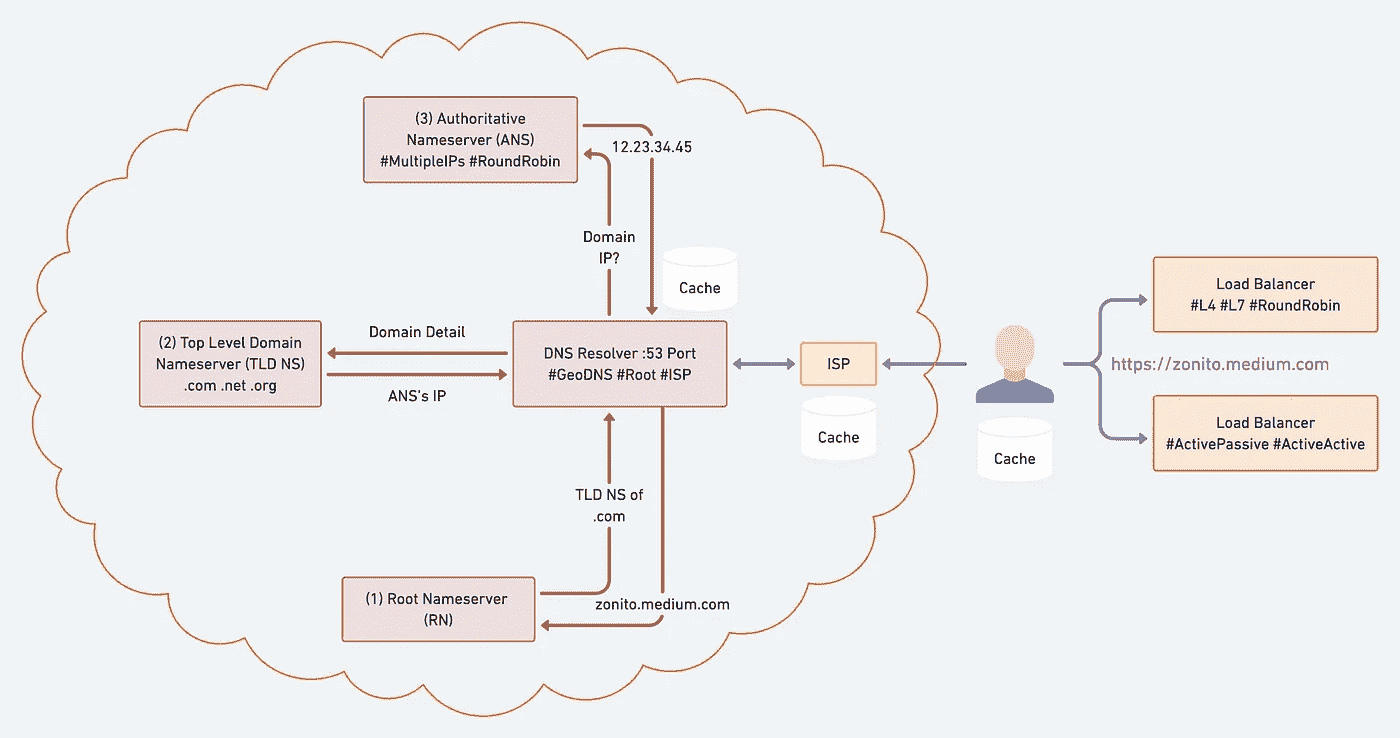 (3) Authoritative
Nameserver (ANS)
#MultipleIPs #RoundRobin
12.23.34.45
Domain
IP?
Cache
(2) Top Level Domain
Nameserver (TLD NS)
.com .net .org
Domain Detail
ANS's IP
DNS Resolver :53 Port
#GeoDNS #Root #ISP
ISP
Cache
Cache
Load Balancer
#L4 #L7 #RoundRobin
https://zonito.medium.com
Load Balancer
#ActivePassive #ActiveActive
TLD NS of
.com
(1) Root Nameserver
(RN)
zonito.medium.com